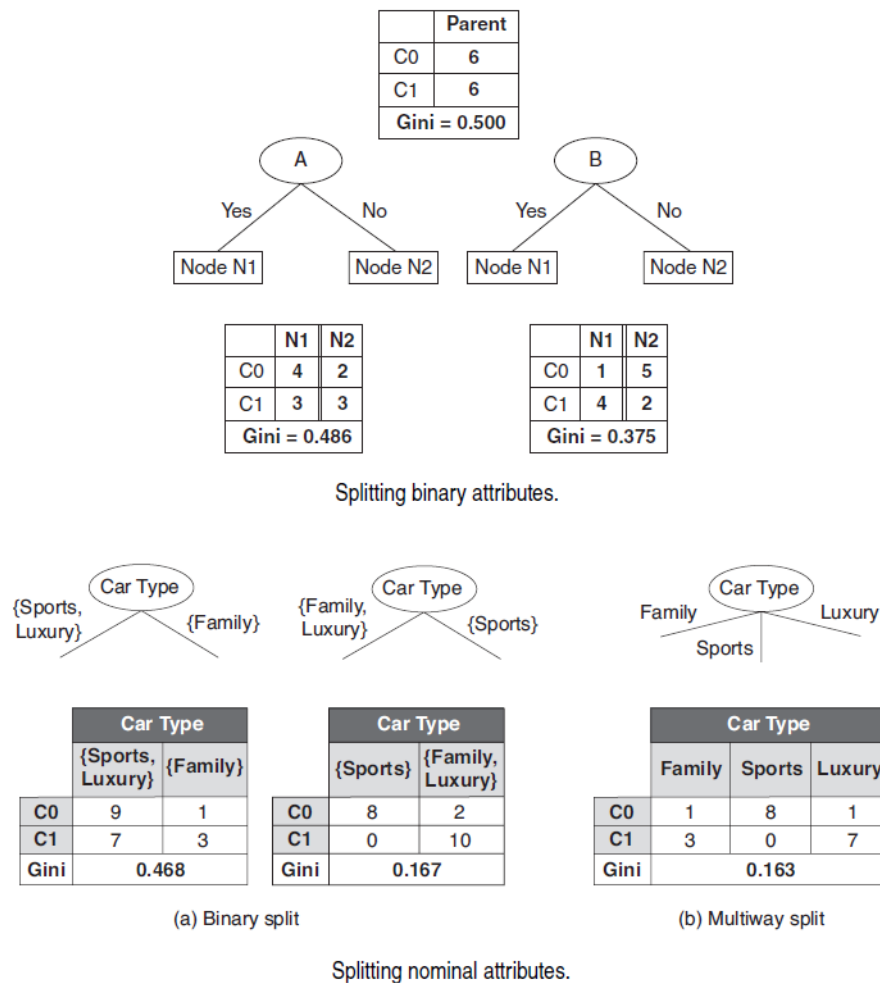 Parent
C0 6
C1 6
Gini = 0.500
A B
Yes No Yes No
Node N1 Node N2 Node N1 Node N2
N1 N2
C0 4 2
C1 3 3
Gini = 0.486
N1 N2
C0 1 5
C1 4 2
Gini = 0.375
Splitting binary attributes.
Car Type
{Sports,
Luxury}
{Family}
Car Type
{Family,
Luxury}
{Sports}
Car Type
Family
Sports
Luxury
Car Type
{Sports,
Luxury} {Family}
C0 9 1
C1 7 3
Gini 0.468
Car Type
{Sports} {Family,
Luxury}
C0 8 2
C1 0 10
Gini 0.167
(a) Binary split
Car Type
Family Sports Luxury
C0 1 8 1
C1 3 0 7
Gini 0.163
(b) Multiway split
Splitting nominal attributes.